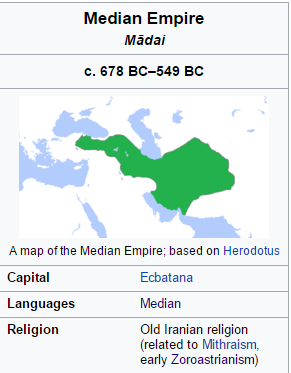 Median Empire
Mādai
c. 678 BC–549 BC
A map of the Median Empire; based on Herodotus
Capital Ecbatana
Languages Median
Religion Old Iranian religion
(related to Mithraism,
early Zoroastrianism)